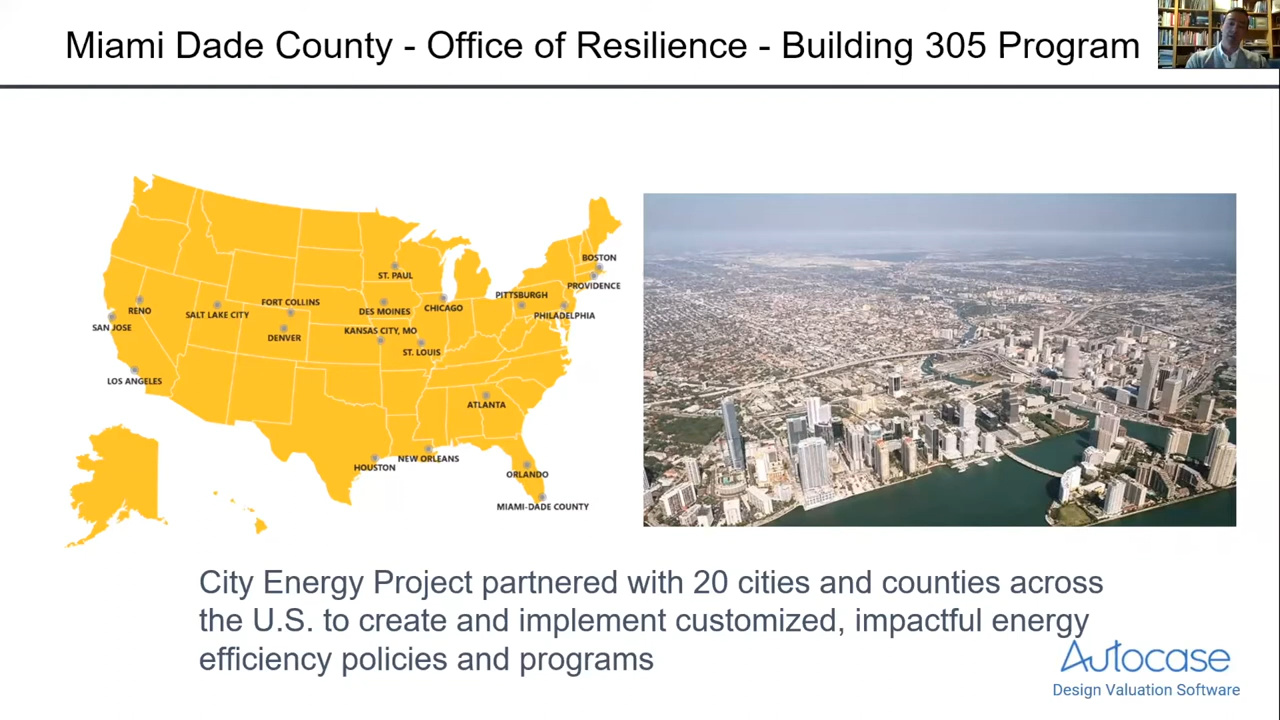 Miami Dade County - Office of Resilience - Building 305 Program
BOSTON
ST. PAUL
PROVIDENCE
PITTSBURGH
FORT COLLINS
RENO
SALT LAKE CITY
DES MOINES
CHICAGO
PHILADELPHIA
SAN JOSE
KANSAS CITY, MO
DENVER
ST. LOUIS
LOS ANGELES
ATLANTA
NEW ORLEANS
HOUSTON
ORLANDO
MIAMI-DADE COUNTY
City Energy Project partnered with 20 cities and counties across
the U.S. to create and implement customized, impactful energy
efficiency policies and programs
Autocase
Design Valuation Software